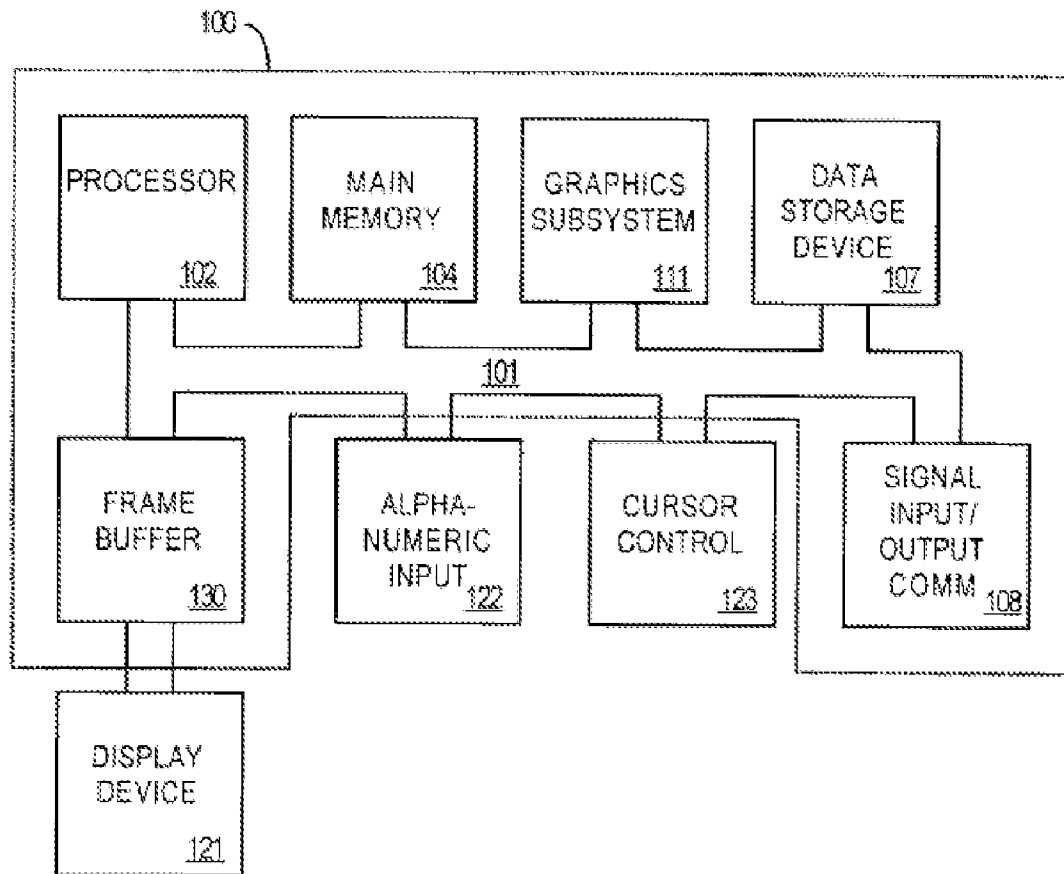 100
PROCESSOR
102
MAIN
MEMORY
104
GRAPHICS
SUBSYSTEM
111
DATA
STORAGE
DEVICE
107
101
FRAME
BUFFER
130
ALPHA-
NUMERIC
INPUT
122
CURSOR
CONTROL
123
SIGNAL
INPUT/
OUTPUT
COMM
108
DISPLAY
DEVICE
121